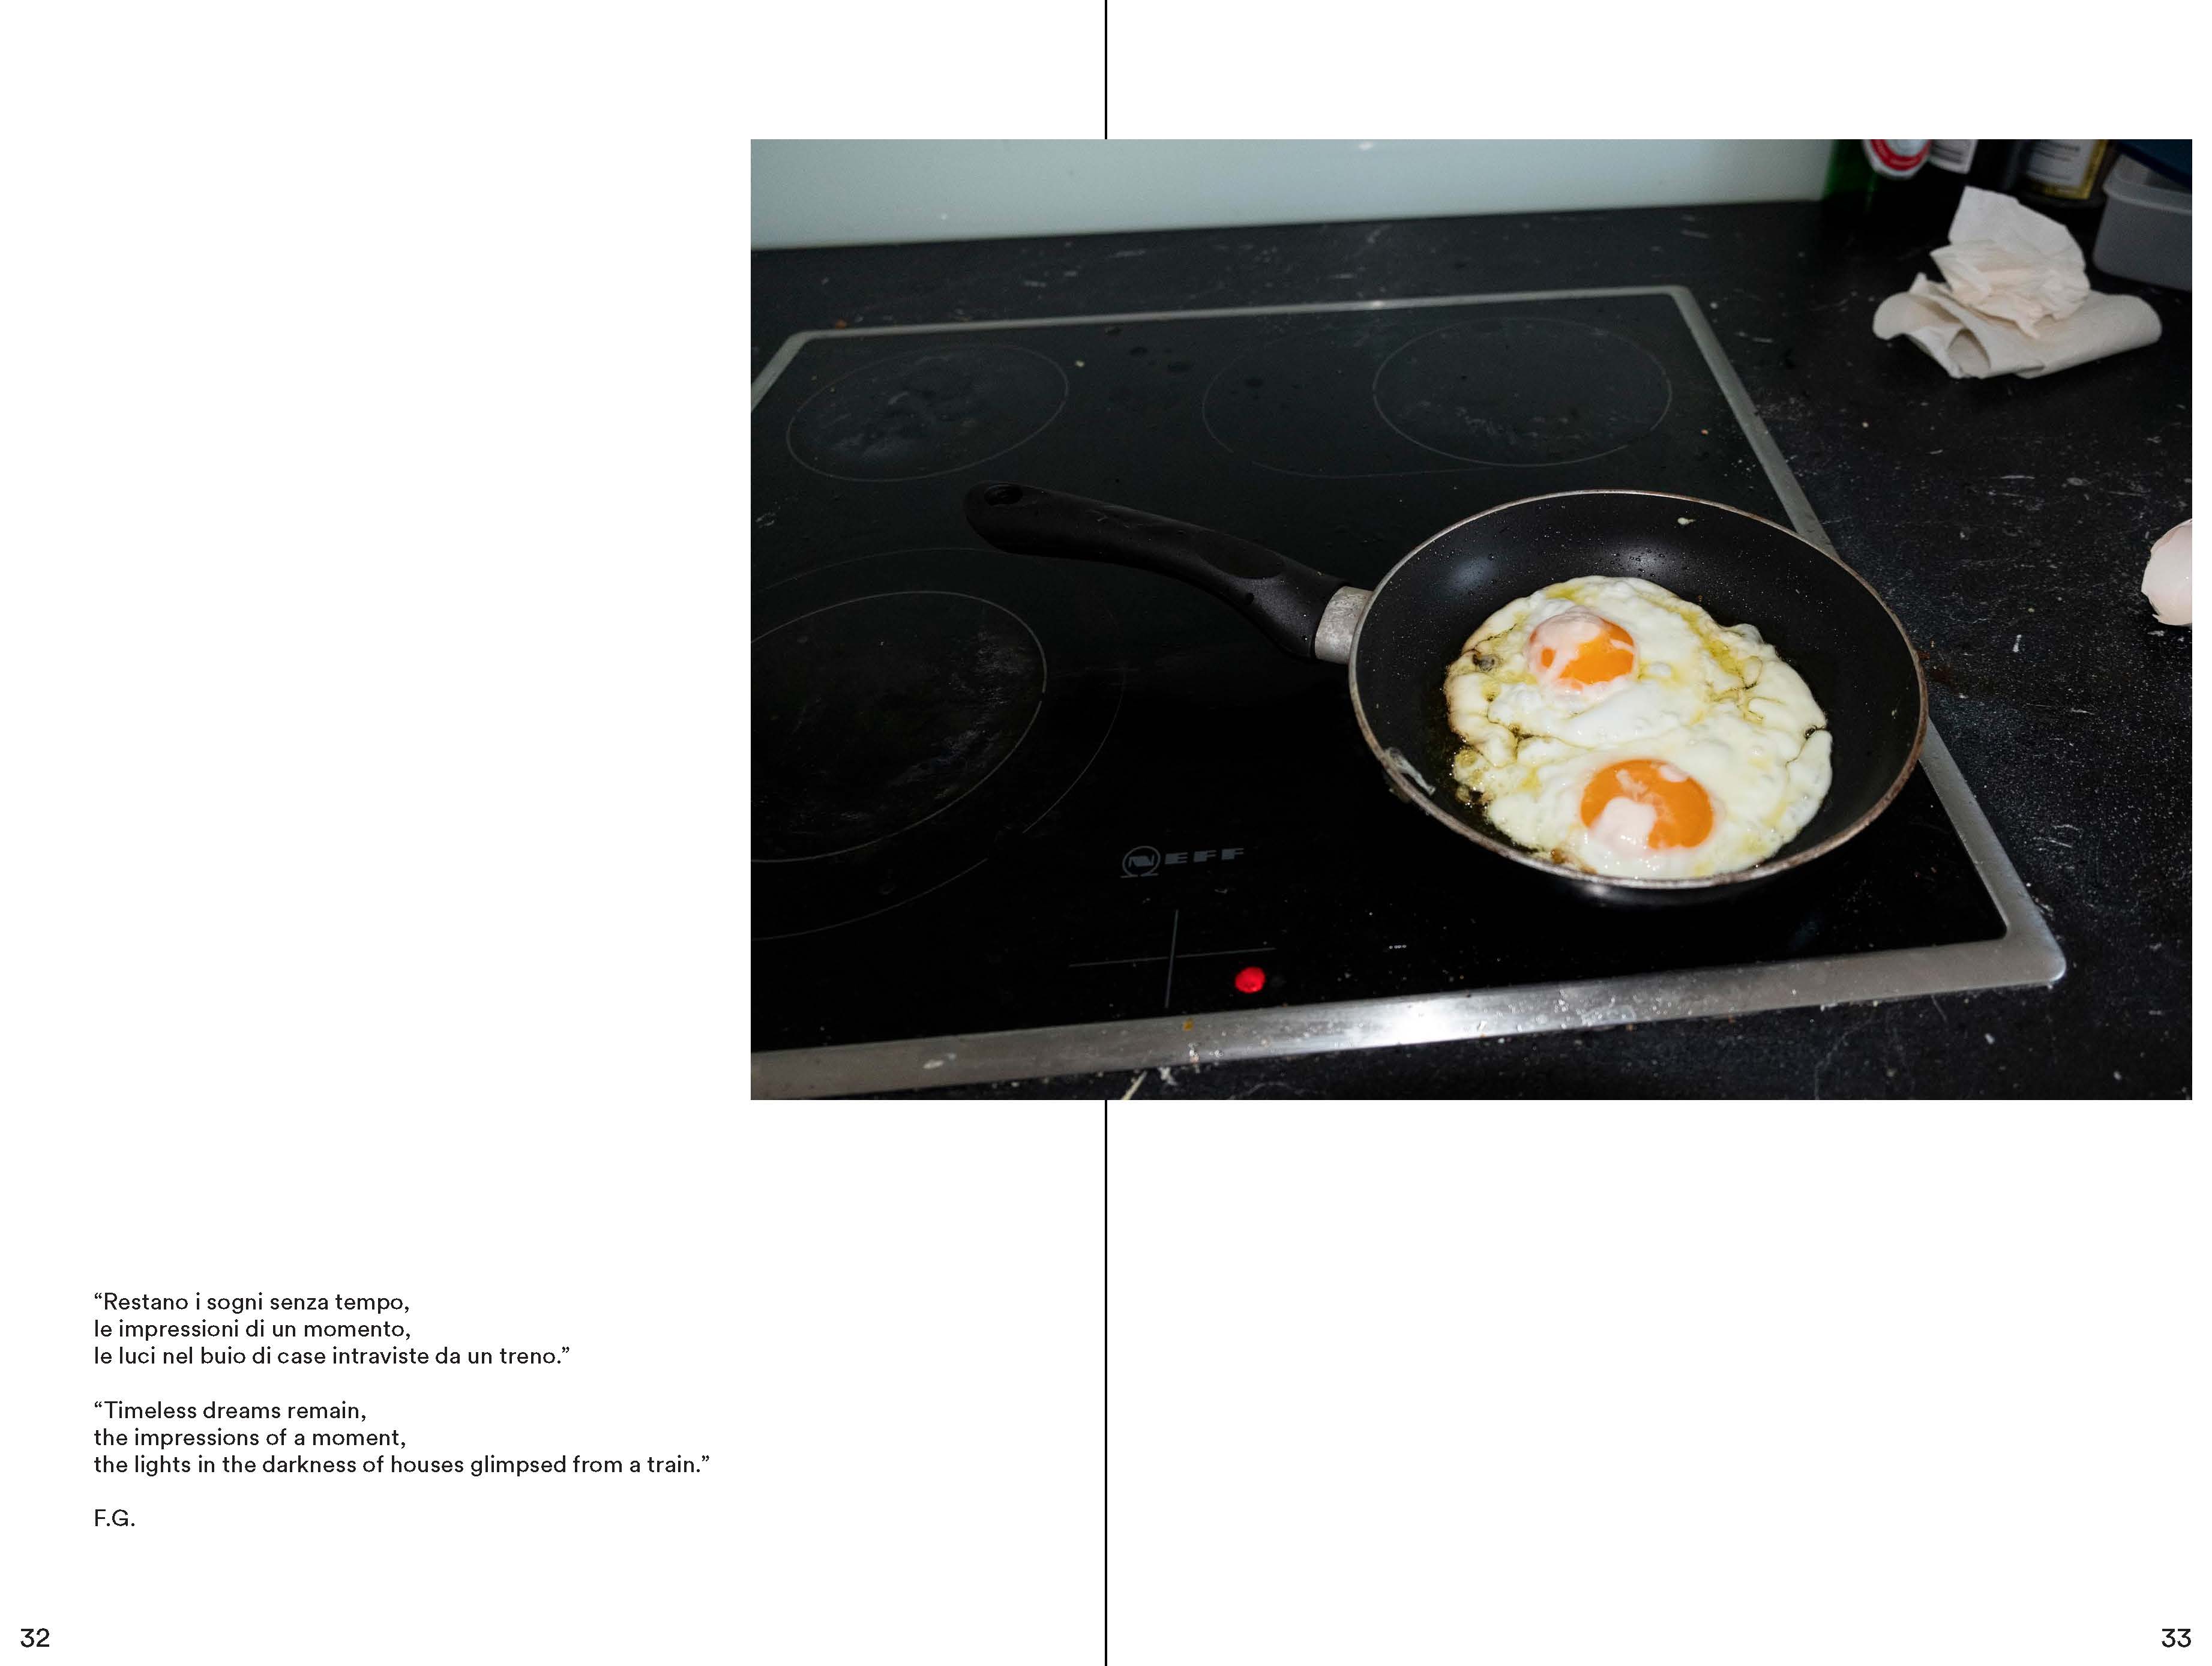 NEFF
“Restano i sogni senza tempo,
le impressioni di un momento,
le luci nel buio di case intraviste da un treno.”
“Timeless dreams remain,
the impressions of a moment,
the lights in the darkness of houses glimpsed from a train.”
F.G.
32
33